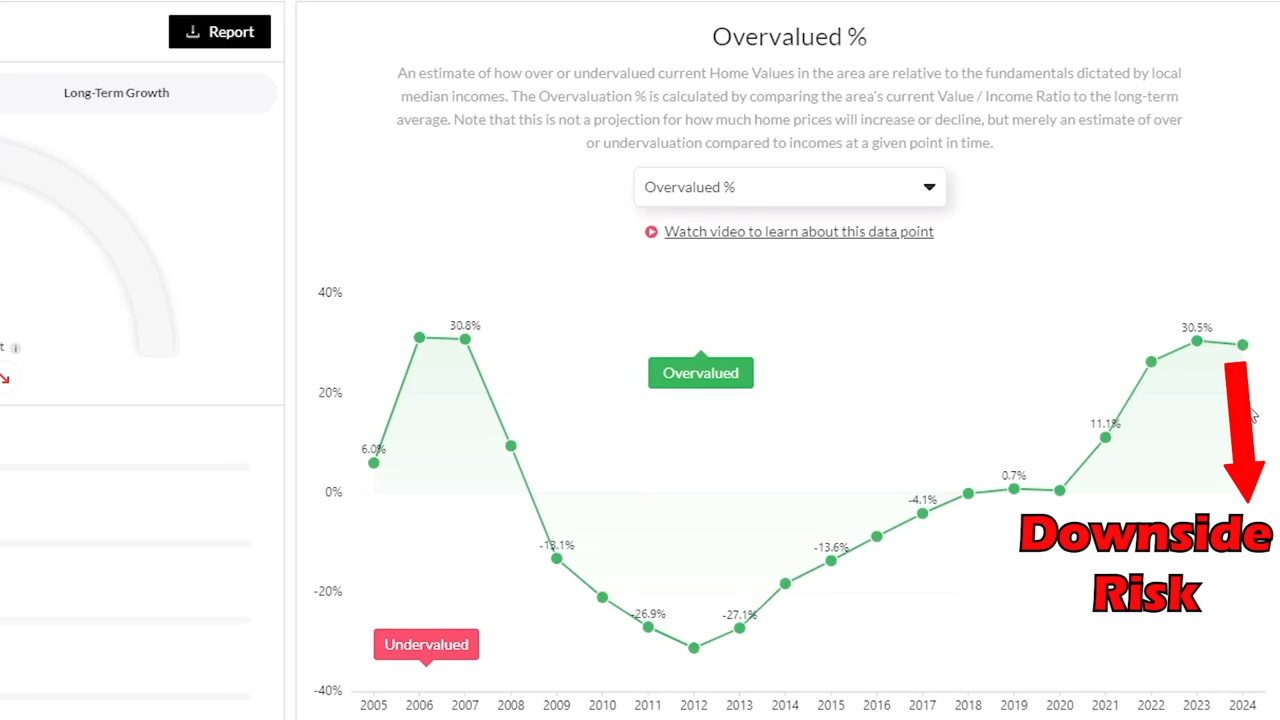 Report
Long-Term Growth
t
Overvalued %
An estimate of how over or undervalued current Home Values in the area are relative to the fundamentals dictated by local
median incomes. The Overvaluation % is calculated by comparing the area's current Value / Income Ratio to the long-term
average. Note that this is not a projection for how much home prices will increase or decline, but merely an estimate of over
or undervaluation compared to incomes at a given point in time.
Overvalued %
Watch video to learn about this data point
40%
20%
0%
-20%
-40%
6.0%
30.8%
-13.1%
-26.9%
-27.1%
-13.6%
-4.1%
0.7%
11.1%
30.5%
Overvalued
Undervalued
Downside
Risk
2005 2006 2007 2008 2009 2010 2011 2012 2013 2014 2015 2016 2017 2018 2019 2020 2021 2022 2023 2024